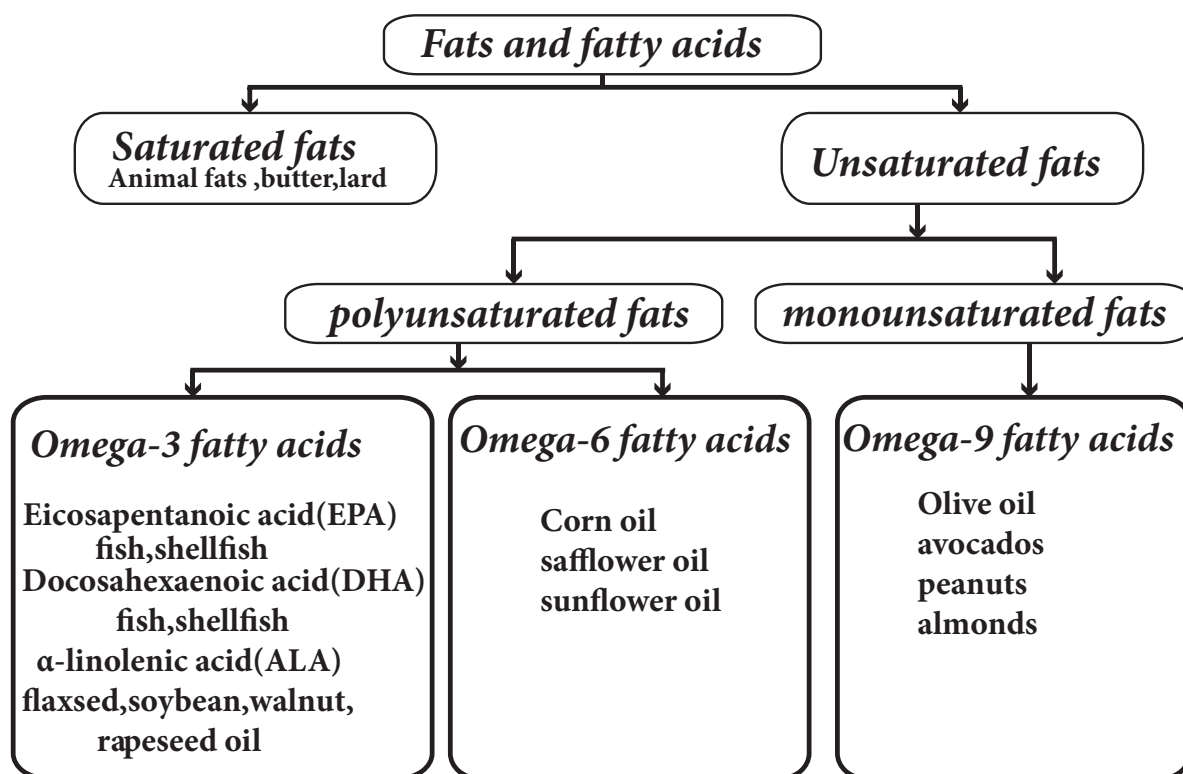 Fats and fatty acids
Saturated fats
Animal fats ,butter,lard
Unsaturated fats
polyunsaturated fats
monounsaturated fats
Omega-3 fatty acids
Eicosapentanoic acid(EPA)
fish,shellfish
Docosahexaenoic acid(DHA)
fish,shellfish
α-linolenic acid(ALA)
flaxsed,soybean,walnut,
rapeseed oil
Omega-6 fatty acids
Corn oil
safflower oil
sunflower oil
Omega-9 fatty acids
Olive oil
avocados
peanuts
almonds